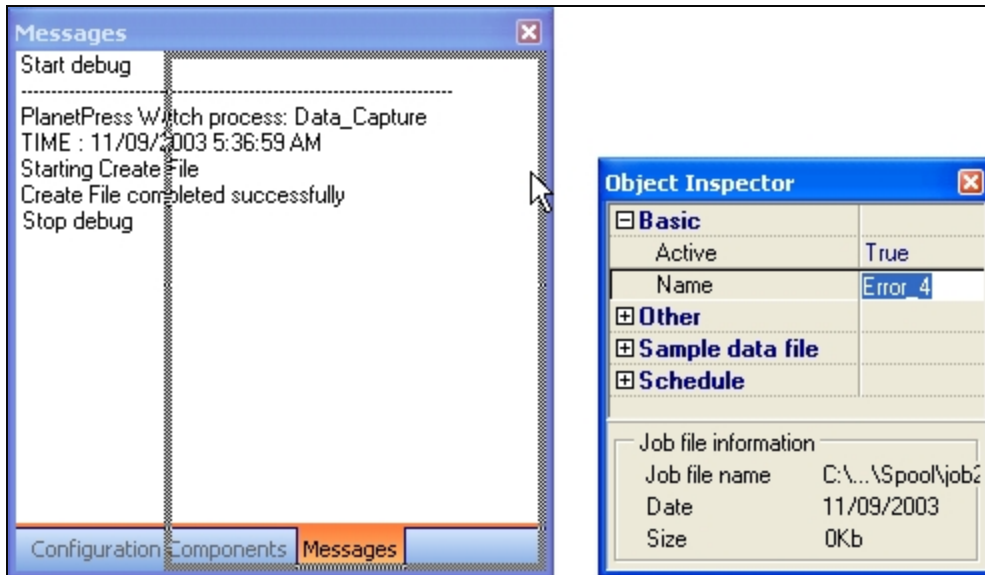 Messages
Start debug
PlanetPress Watch process: Data_Capture
TIME : 11/09/2003 5:36:59 AM
Starting Create File
Create File completed successfully
Stop debug
Configuration Components Messages
Object Inspector
Basic
Active True
Name Error_4
Other
Sample data file
Schedule
Job file information
Job file name C:\...\Spool\job2
Date 11/09/2003
Size 0Kb